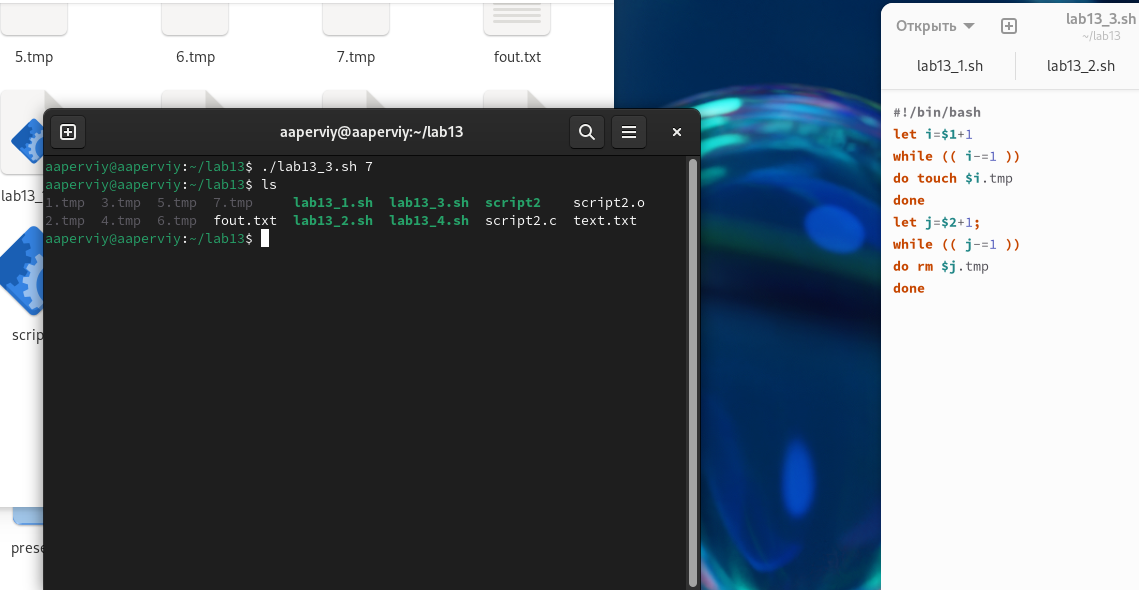 5.tmp 6.tmp 7.tmp fout.txt
aaperviy@aaperviy:~/lab13
aaperviy@aaperviy:~/lab13$ ./lab13_3.sh 7
aaperviy@aaperviy:~/lab13$ ls
1.tmp 3.tmp 5.tmp 7.tmp lab13_1.sh lab13_3.sh script2 script2.o
2.tmp 4.tmp 6.tmp fout.txt lab13_2.sh lab13_4.sh script2.c text.txt
aaperviy@aaperviy:~/lab13$
lab13_
scrip
prese
Открыть
lab13_3.sh
~/lab13
lab13_1.sh lab13_2.sh
#!/bin/bash
let i=$1+1
while (( i-=1 ))
do touch $i.tmp
done
let j=$2+1;
while (( j-=1 ))
do rm $j.tmp
done